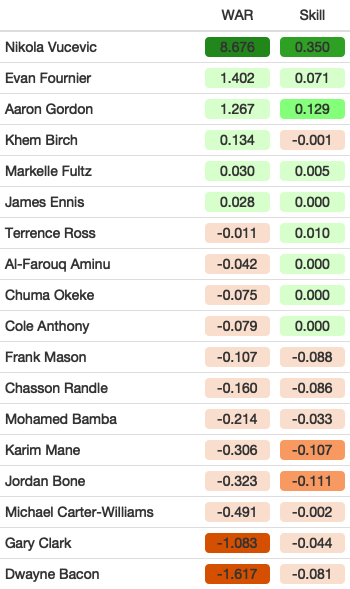 WAR Skill
Nikola Vucevic 8.676 0.350
Evan Fournier 1.402 0.071
Aaron Gordon 1.267 0.129
Khem Birch 0.134 -0.001
Markelle Fultz 0.030 0.005
James Ennis 0.028 0.000
Terrence Ross -0.011 0.010
Al-Farouq Aminu -0.042 0.000
Chuma Okeke -0.075 0.000
Cole Anthony -0.079 0.000
Frank Mason -0.107 -0.088
Chasson Randle -0.160 -0.086
Mohamed Bamba -0.214 -0.033
Karim Mane -0.306 -0.107
Jordan Bone -0.323 -0.111
Michael Carter-Williams -0.491 -0.002
Gary Clark -1.083 -0.044
Dwayne Bacon -1.617 -0.081